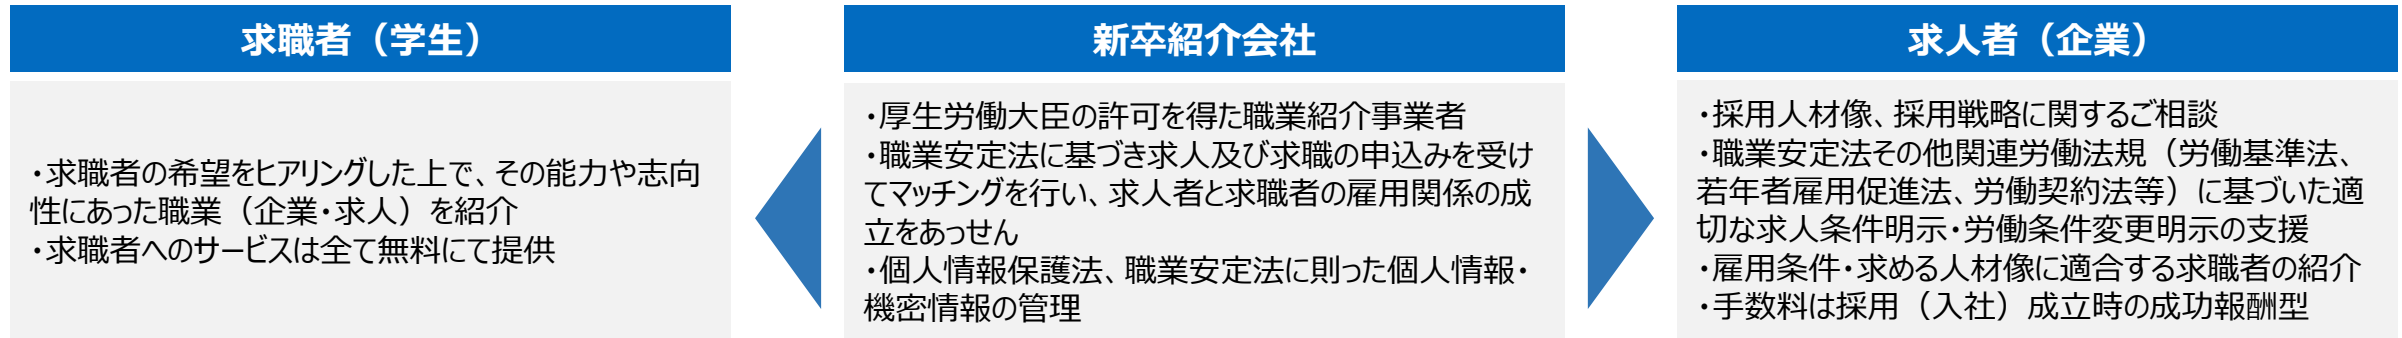 求職者（学生）
・求職者の希望をヒアリングした上で、その能力や志向
性にあった職業（企業・求人）を紹介
・求職者へのサービスは全て無料にて提供
新卒紹介会社
・厚生労働大臣の許可を得た職業紹介事業者
・職業安定法に基づき求人及び求職の申込みを受け
てマッチングを行い、求人者と求職者の雇用関係の成
立をあっせん
・個人情報保護法、職業安定法に則った個人情報・
機密情報の管理
求人者（企業）
・採用人材像、採用戦略に関するご相談
・職業安定法その他関連労働法規（労働基準法、
若年者雇用促進法、労働契約法等）に基づいた適
切な求人条件明示・労働条件変更明示の支援
・雇用条件・求める人材像に適合する求職者の紹介
・手数料は採用（入社）成立時の成功報酬型